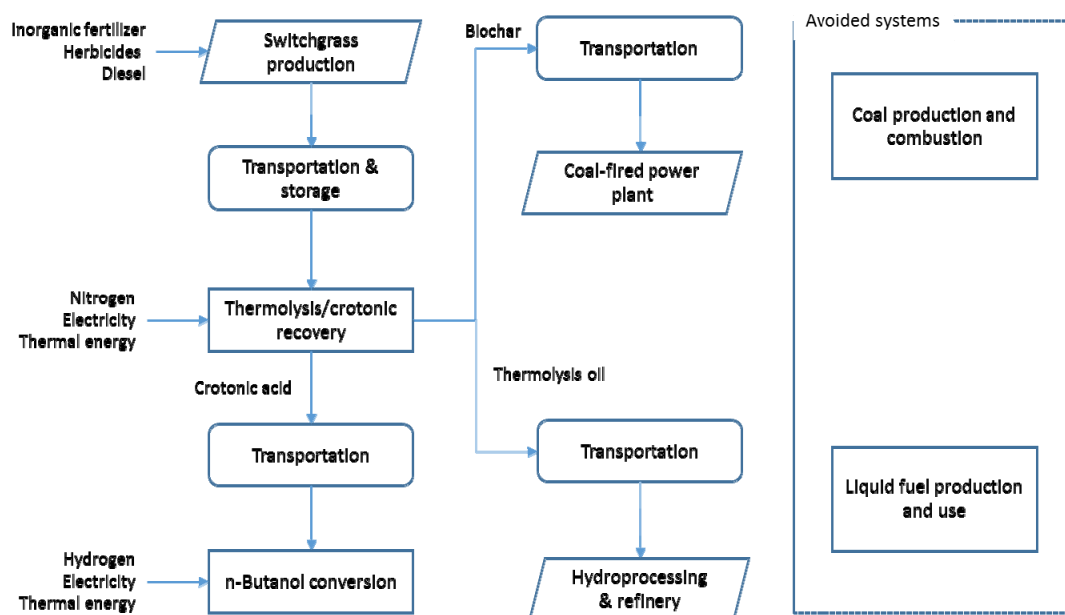 Inorganic fertilizer
Herbicides
Diesel
Switchgrass
production
Biochar
Transportation
Avoided systems
Coal production and
combustion
Transportation &
storage
Coal-fired power
plant
Nitrogen
Electricity
Thermal energy
Thermolysis/crotonic
recovery
Crotonic acid
Thermolysis oil
Transportation
Transportation
Liquid fuel production
and use
Hydrogen
Electricity
Thermal energy
n-Butanol conversion
Hydroprocessing
& refinery